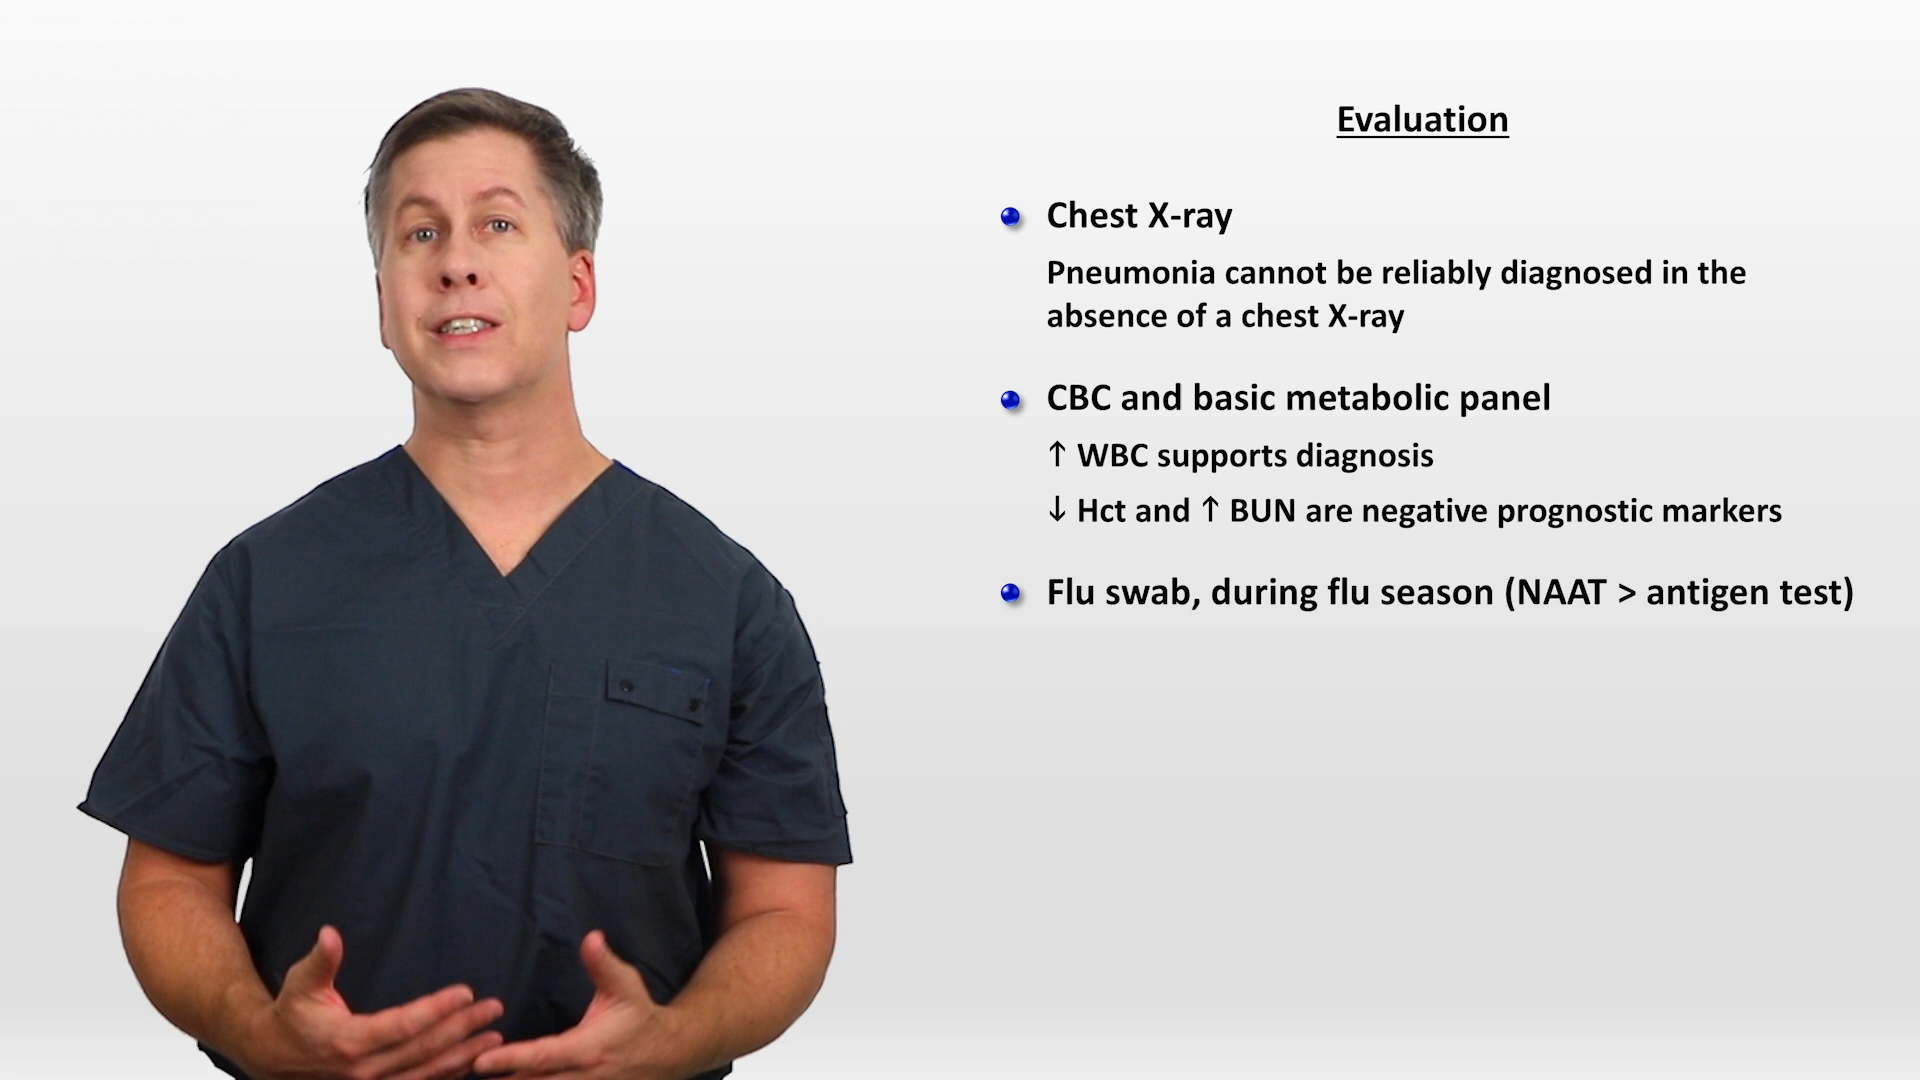 Evaluation
Chest X-ray
Pneumonia cannot be reliably diagnosed in the
absence of a chest X-ray
CBC and basic metabolic panel
↑ WBC supports diagnosis
↓ Hct and ↑ BUN are negative prognostic markers
Flu swab, during flu season (NAAT > antigen test)